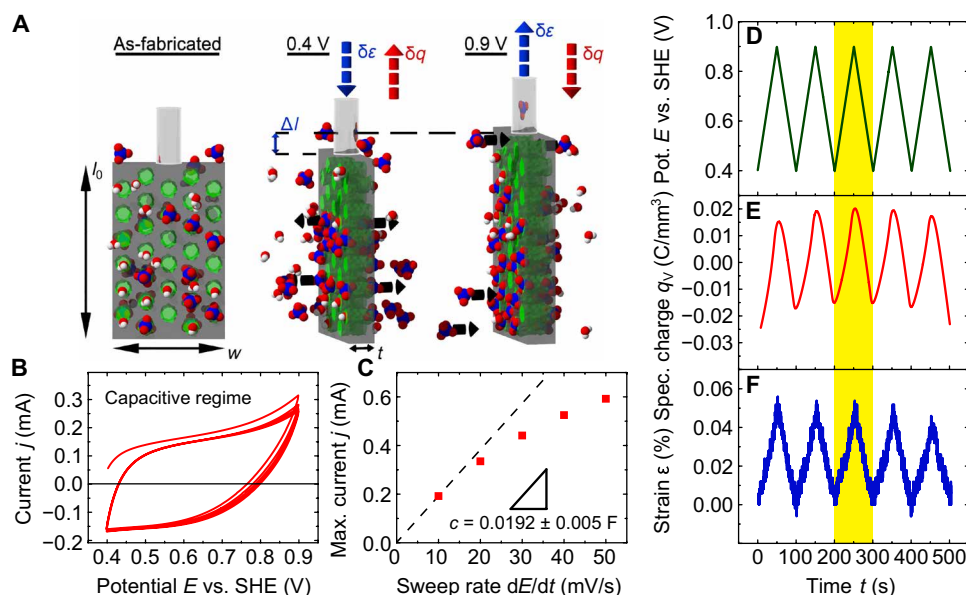 A
As-fabricated
0.4 V
δε
δq
0.9 V
δε
δq
Δl
l₀
w
t
B
Capacitive regime
0.3
0.2
0.1
0.0
−0.1
−0.2
Current j (mA)
0.4 0.5 0.6 0.7 0.8 0.9
Potential E vs. SHE (V)
C
0.6
0.4
0.2
0.0
Max. current j (mA)
c = 0.0192 ± 0.005 F
0 10 20 30 40 50
Sweep rate dE/dt (mV/s)
D
1.0
0.8
0.6
0.4
Pot. E vs. SHE (V)
E
0.02
0.01
0.00
−0.01
−0.02
−0.03
Spec. charge qV (C/cm³)
F
0.06
0.04
0.02
0.00
Strain ε (%)
0 100 200 300 400 500
Time t (s)